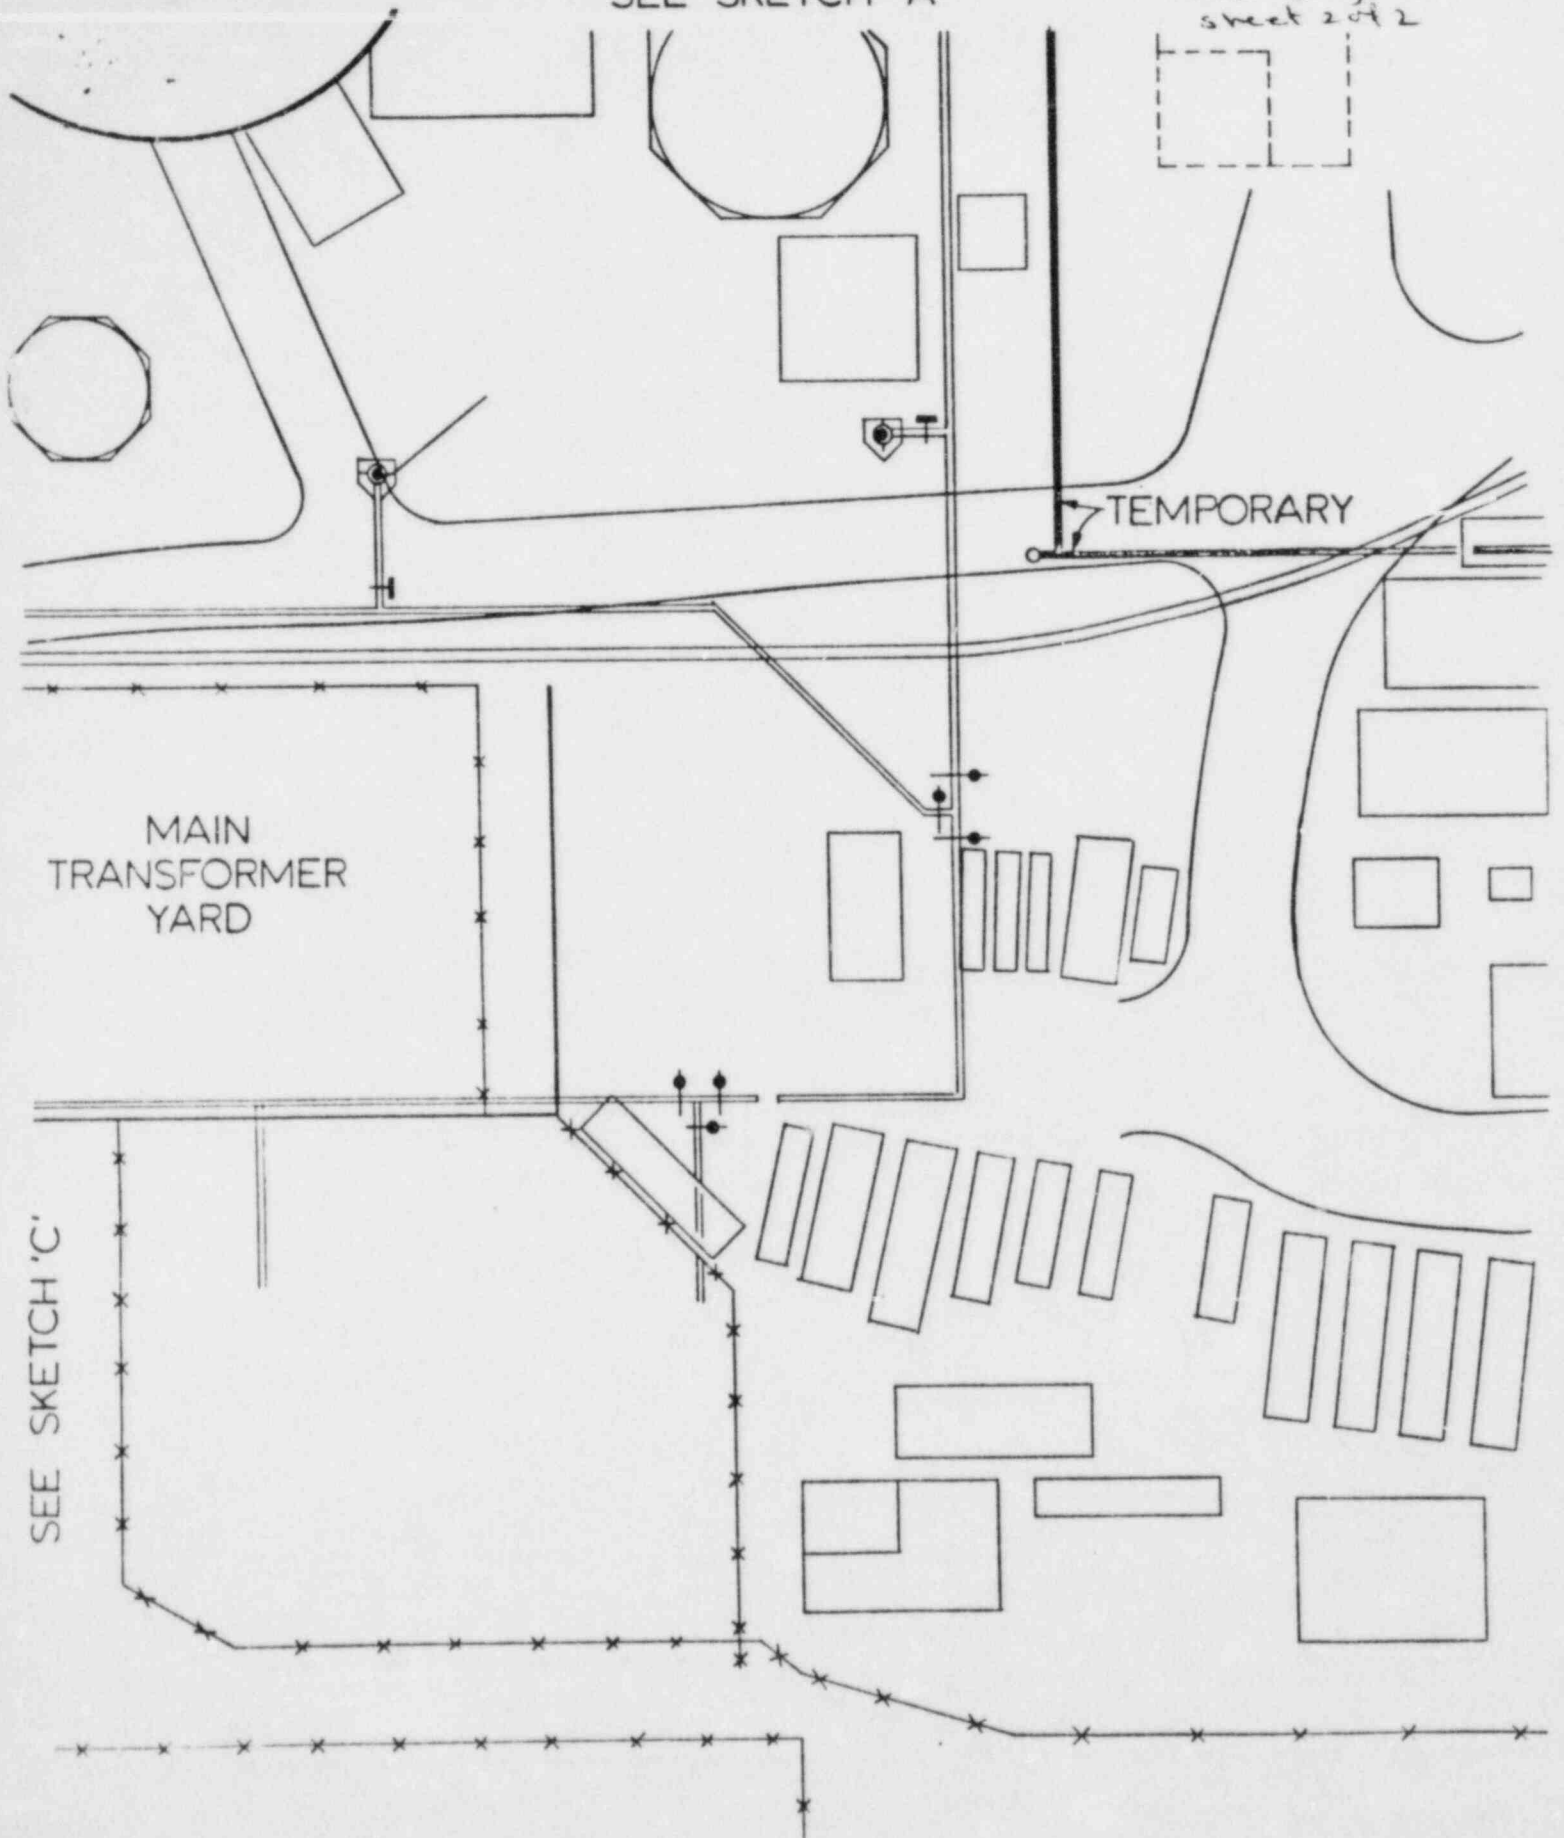 SEE SKETCH 'A'
sheet 2 of 2
TEMPORARY
MAIN
TRANSFORMER
YARD
SEE SKETCH 'C'